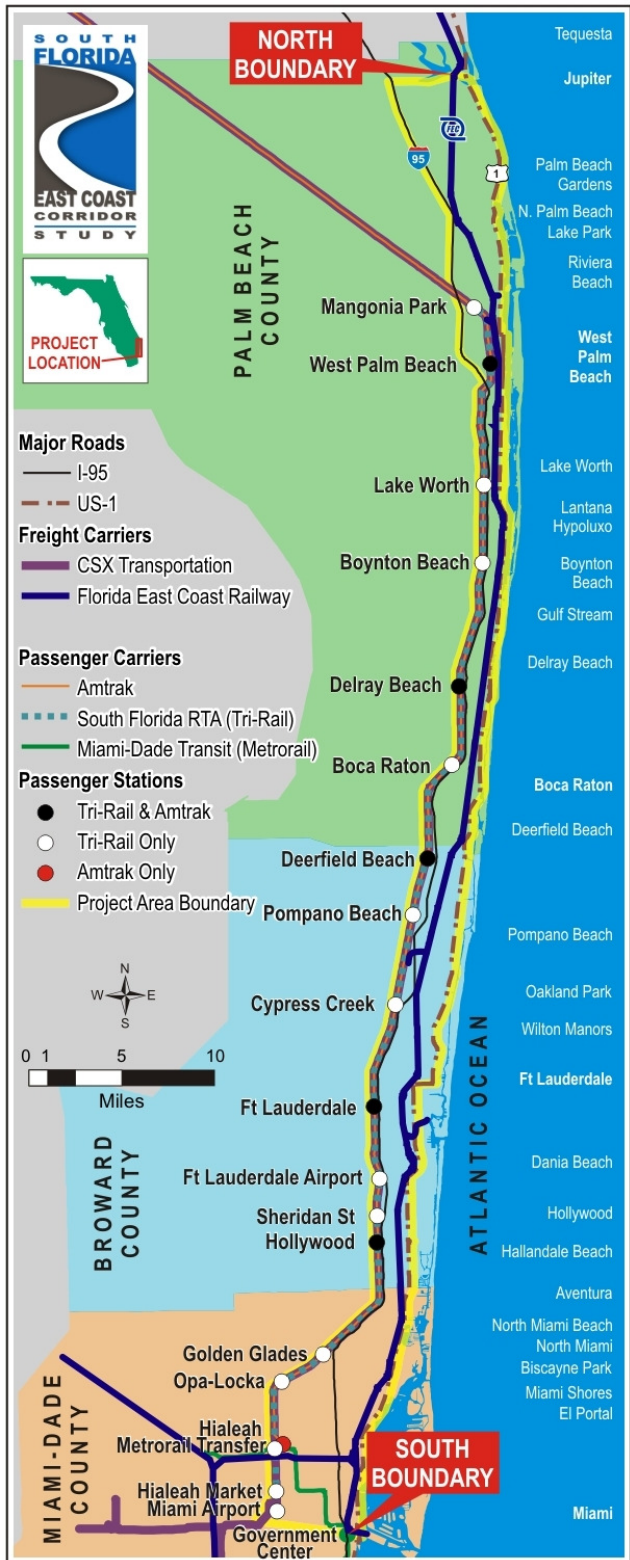 SOUTH
FLORIDA
EAST COAST
CORRIDOR
STUDY
PROJECT
LOCATION
NORTH
BOUNDARY
FEC
95
1
PALM BEACH
COUNTY
Mangonia Park
West Palm Beach
Lake Worth
Boynton Beach
Delray Beach
Boca Raton
Deerfield Beach
Pompano Beach
Cypress Creek
Ft Lauderdale
Ft Lauderdale Airport
Sheridan St
Hollywood
Golden Glades
Opa-Locka
Hialeah
Metrorail Transfer
Hialeah Market
Miami Airport
Government
Center
Major Roads
I-95
US-1
Freight Carriers
CSX Transportation
Florida East Coast Railway
Passenger Carriers
Amtrak
South Florida RTA (Tri-Rail)
Miami-Dade Transit (Metrorail)
Passenger Stations
Tri-Rail & Amtrak
Tri-Rail Only
Amtrak Only
Project Area Boundary
N
W E
S
0 1 5 10
Miles
BROWARD
COUNTY
MIAMI-DADE
COUNTY
ATLANTIC OCEAN
SOUTH
BOUNDARY
Tequesta
Jupiter
Palm Beach
Gardens
N. Palm Beach
Lake Park
Riviera
Beach
West
Palm
Beach
Lake Worth
Lantana
Hypoluxo
Boynton
Beach
Gulf Stream
Delray Beach
Boca Raton
Deerfield Beach
Pompano Beach
Oakland Park
Wilton Manors
Ft Lauderdale
Dania Beach
Hollywood
Hallandale Beach
Aventura
North Miami Beach
North Miami
Biscayne Park
Miami Shores
El Portal
Miami